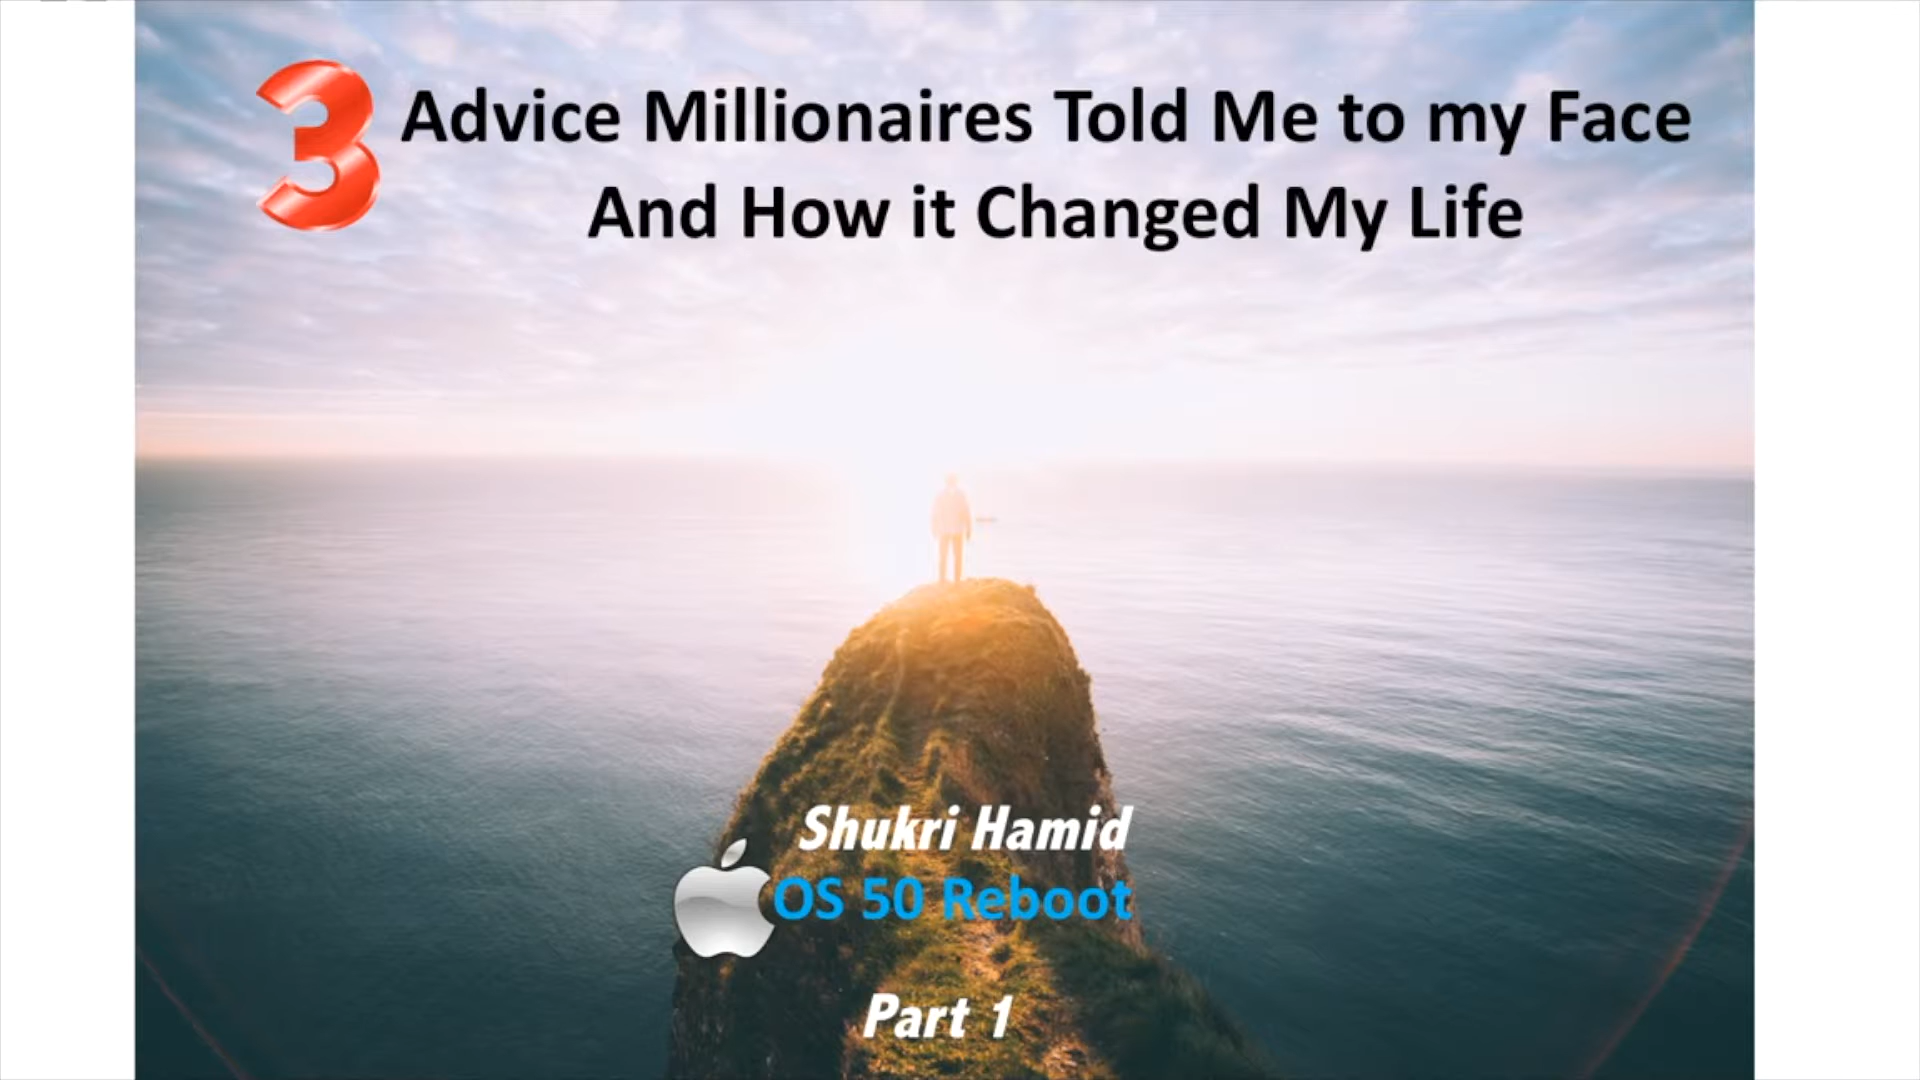 3 Advice Millionaires Told Me to my Face
And How it Changed My Life
Shukri Hamid
OS 50 Reboot
Part 1